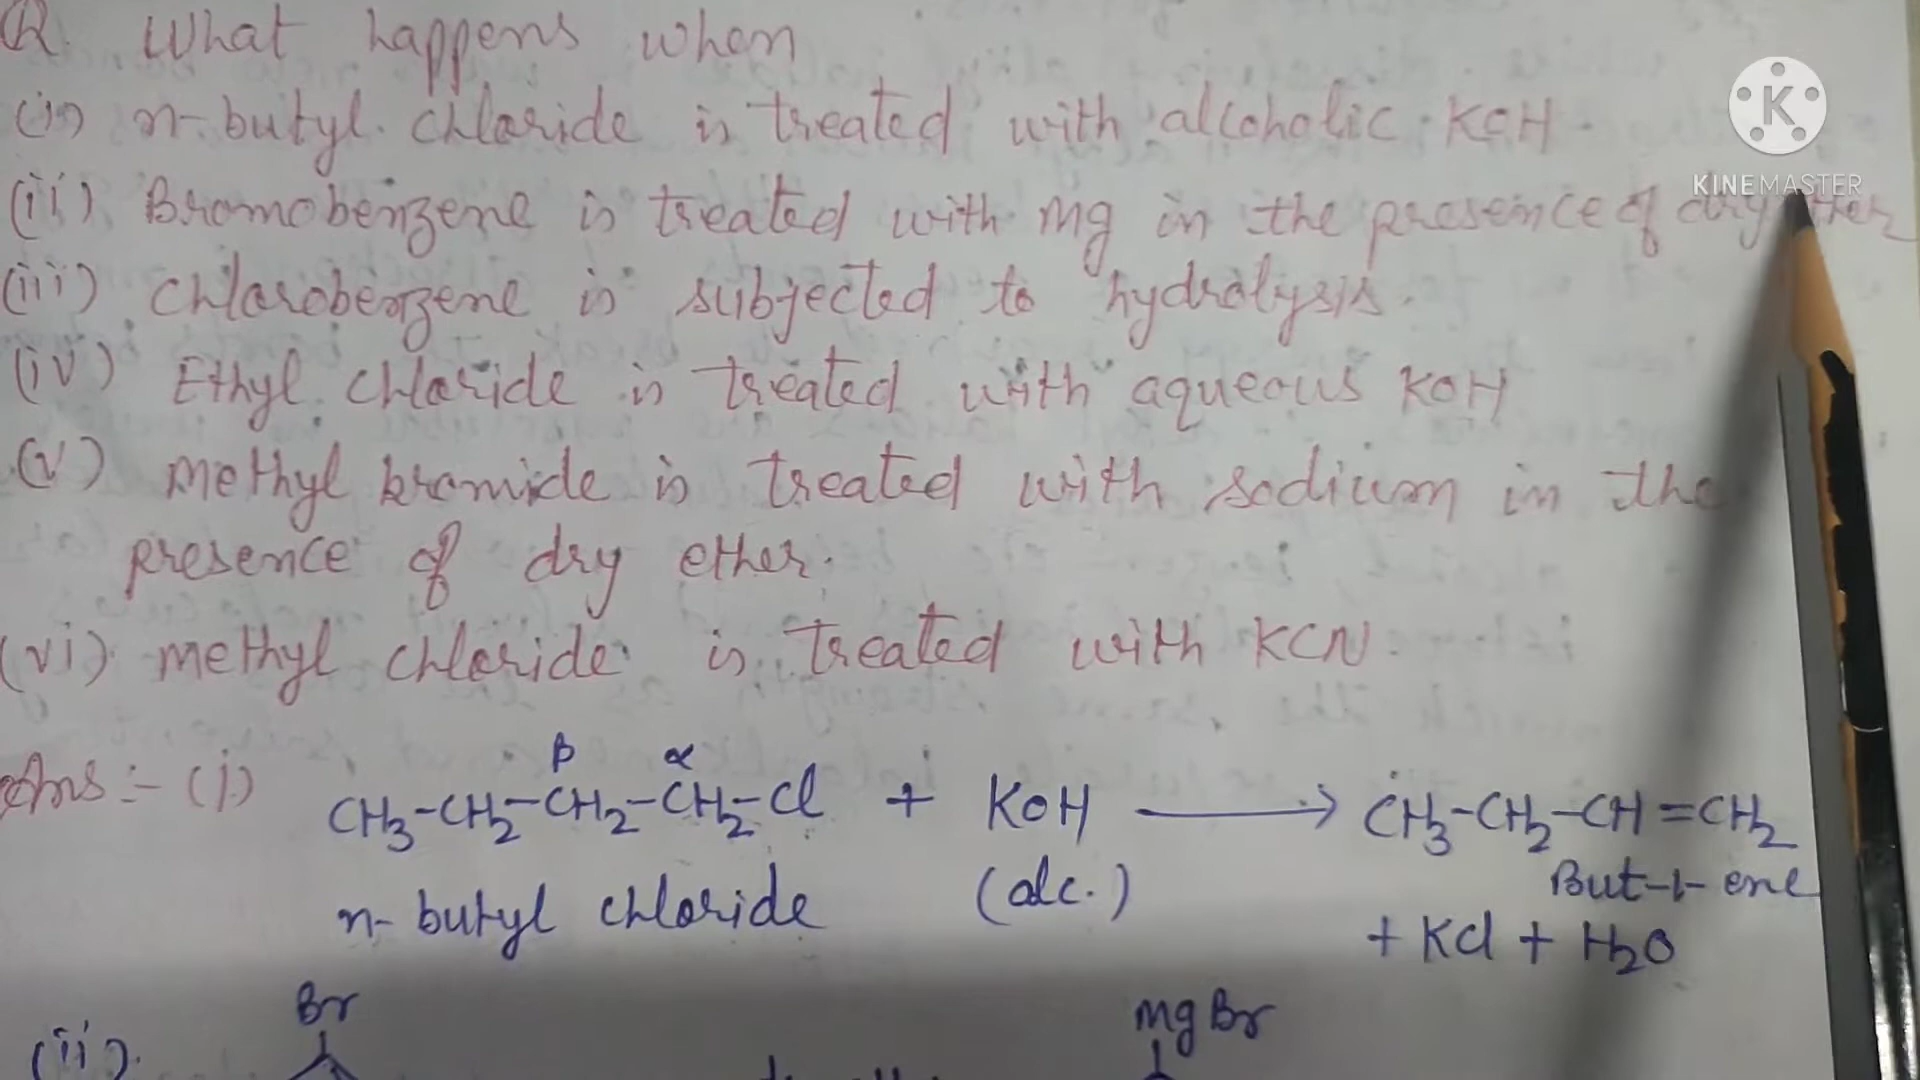 Q. What happens when
(i) n-butyl chloride is treated with alcoholic KOH.
(ii) Bromobenzene is treated with Mg in the presence of dry ether
(iii) Chlorobenzene is subjected to hydrolysis.
(iv) Ethyl chloride is treated with aqueous KOH
(v) methyl bromide is treated with sodium in the
presence of dry ether.
(vi) methyl chloride is treated with KCN.
Ans :- (i)
β α
CH3-CH2-CH2-CH2-Cl + KOH ⟶ CH3-CH2-CH=CH2
n-butyl chloride (alc.) But-1-ene
+ KCl + H2O
Br MgBr
(ii).
KINEMASTER